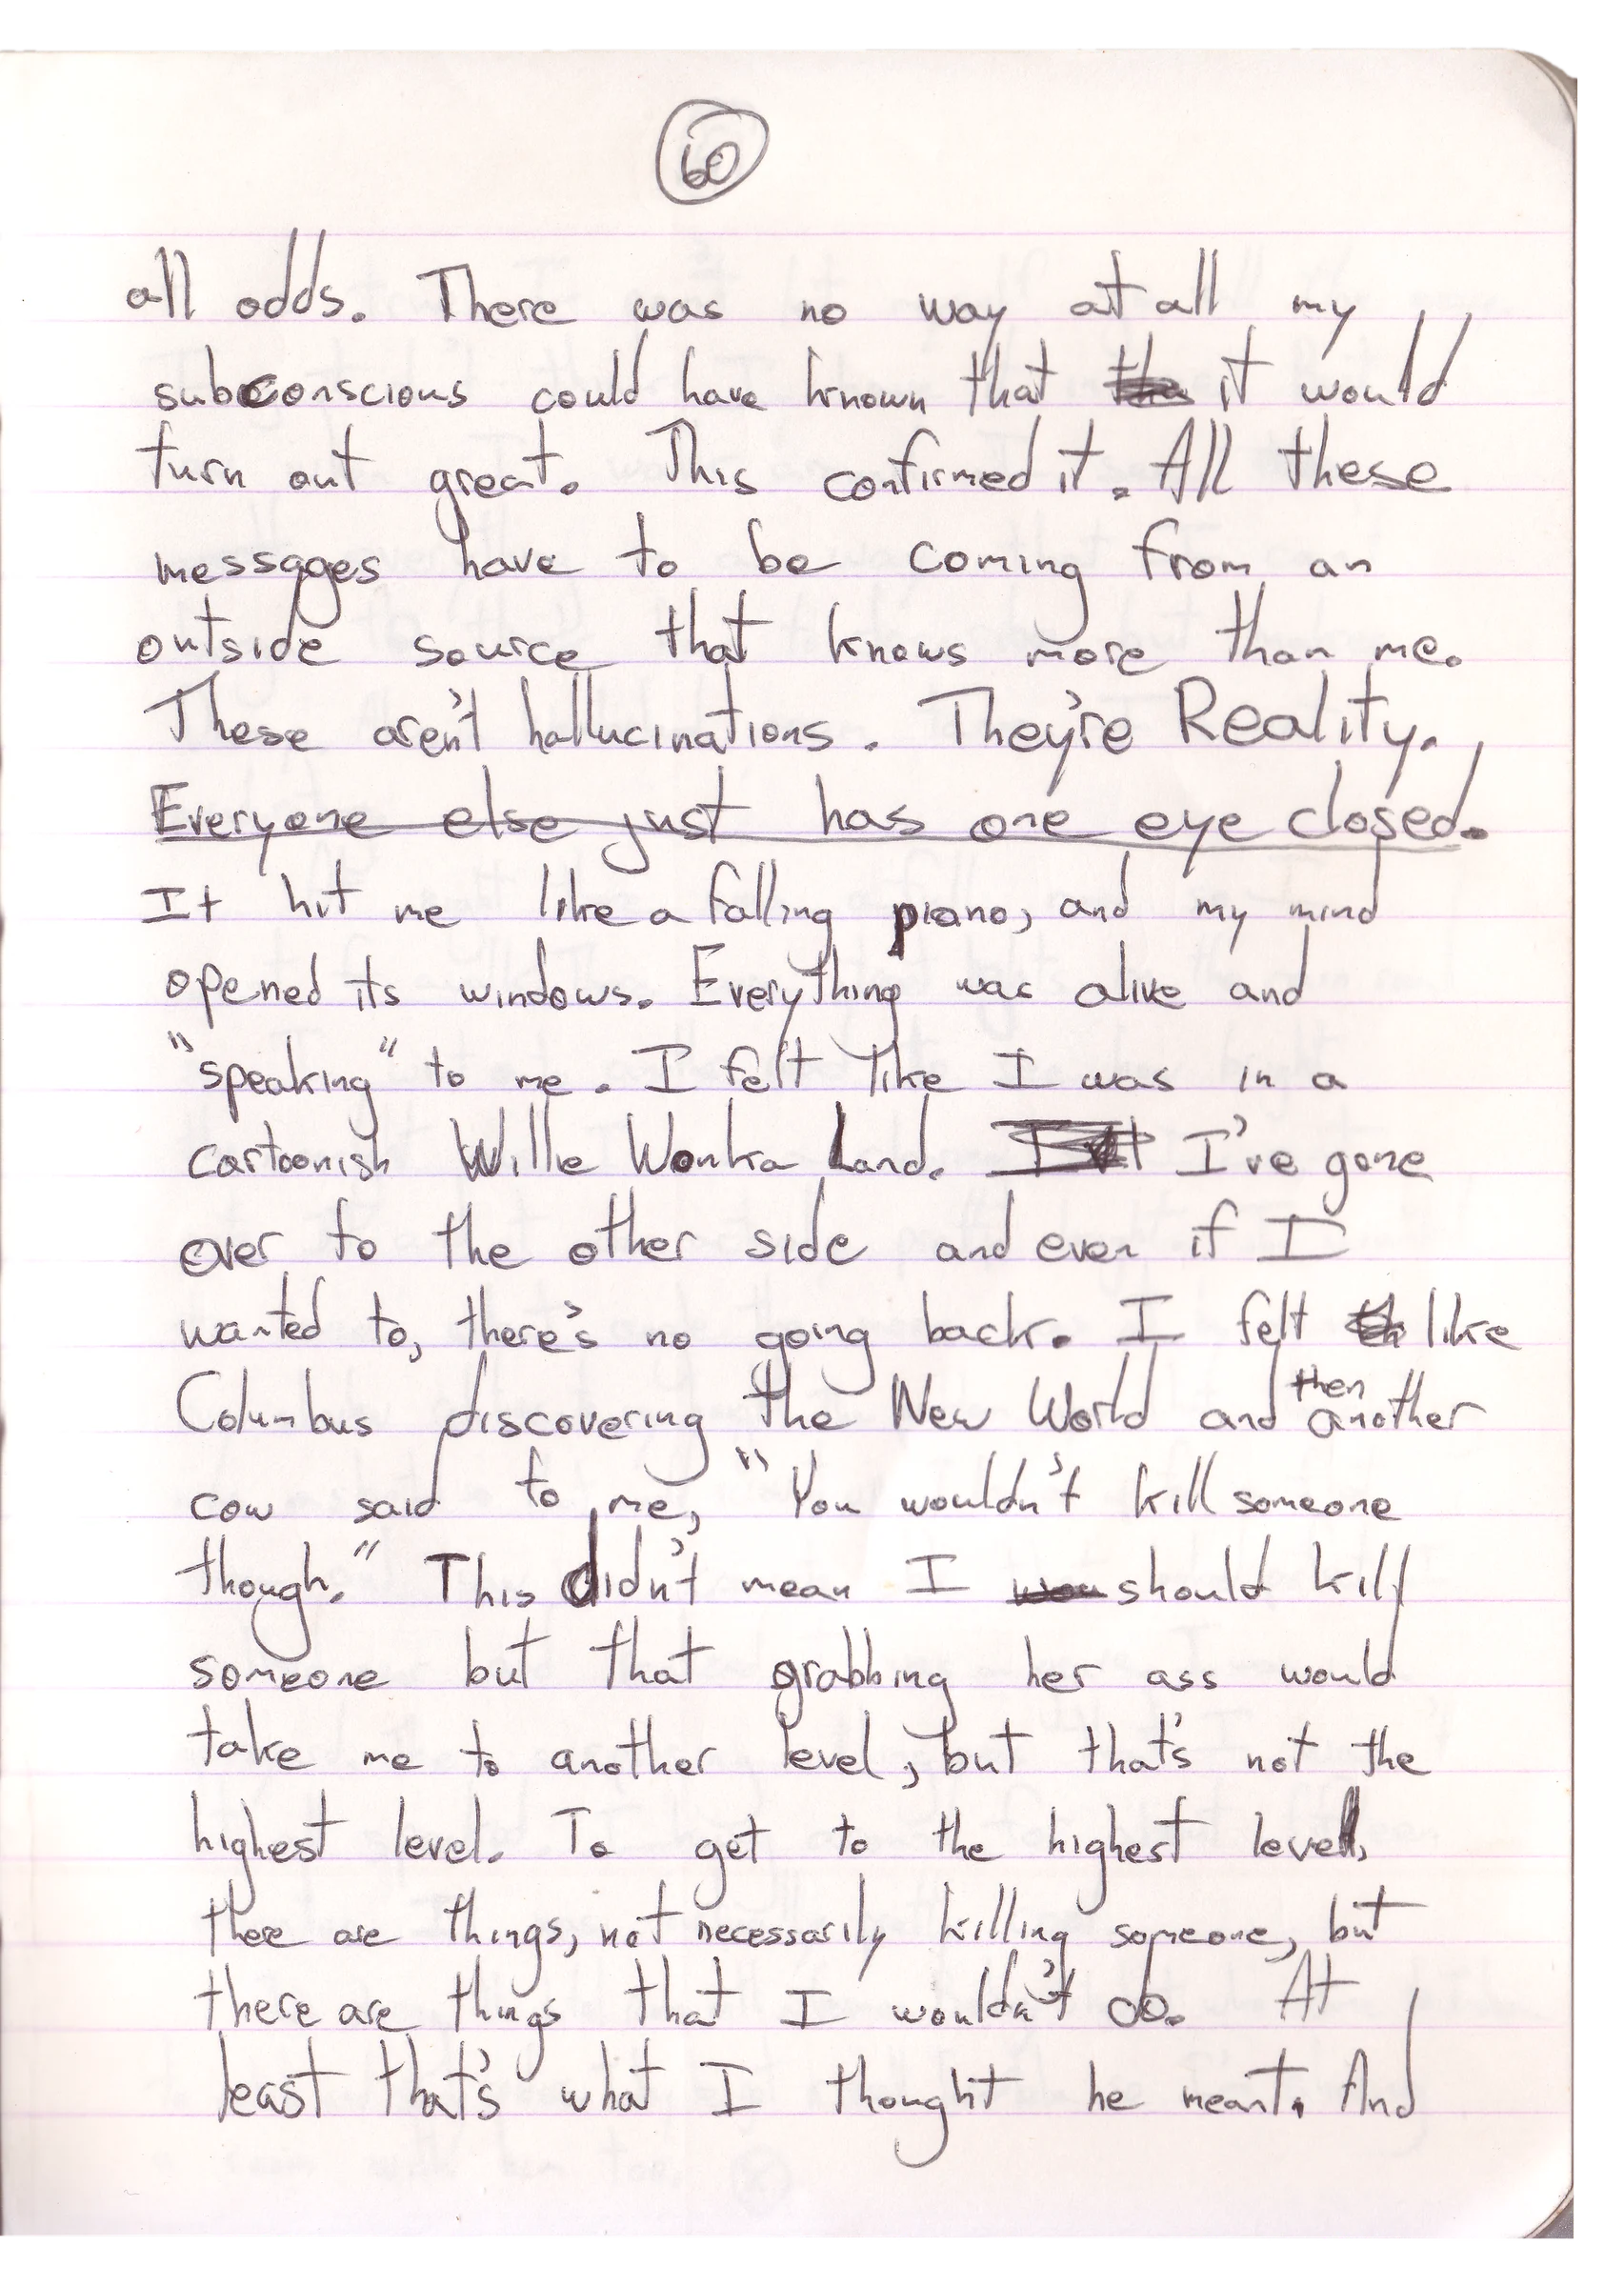 60
all odds. There was no way at all my
subconscious could have known that it would
turn out great. This confirmed it. All these
messages have to be coming from an
outside source that knows more than me.
These aren't hallucinations. They're Reality.
Everyone else just has one eye closed.
It hit me like a falling piano, and my mind
opened its windows. Everything was alive and
"speaking" to me. I felt like I was in a
cartoonish Willie Wonka Land. I've gone
over to the other side and even if I
wanted to, there's no going back. I felt like
Columbus discovering the New World and then another
cow said to me, "You wouldn't kill someone
though." This didn't mean I should kill
someone but that grabbing her ass would
take me to another level, but that's not the
highest level. To get to the highest level,
there are things, not necessarily killing someone, but
there are things that I wouldn't do. At
least that's what I thought he meant. And